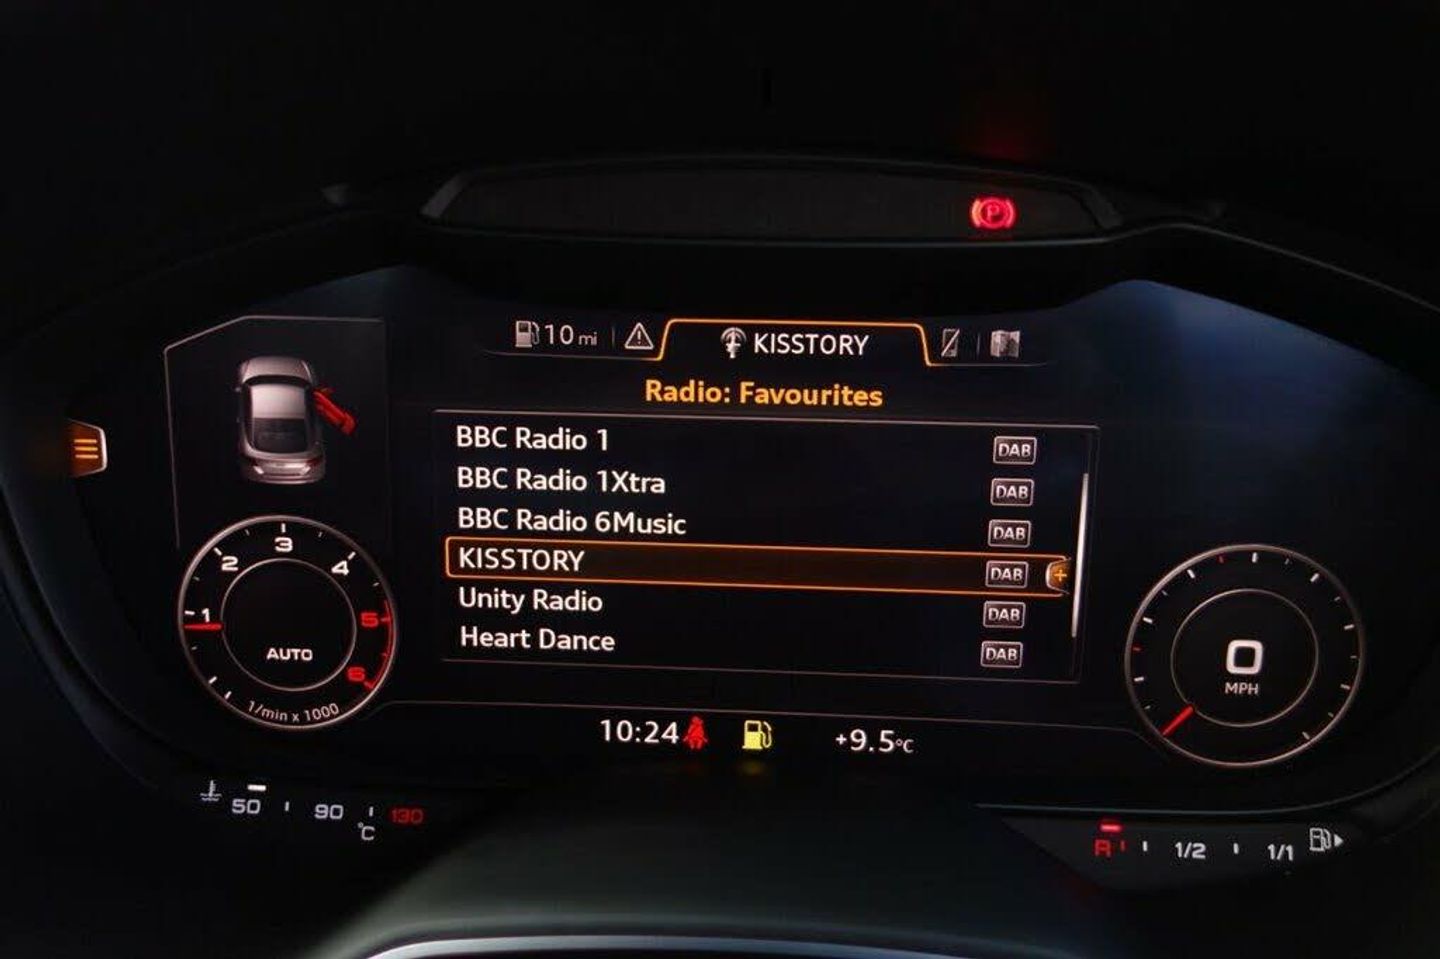 P
10 mi
KISSTORY
Radio: Favourites
BBC Radio 1 DAB
BBC Radio 1Xtra DAB
BBC Radio 6Music DAB
KISSTORY DAB +
Unity Radio DAB
Heart Dance DAB
1 2 3 4 5 6
AUTO
1/min x 1000
0
MPH
10:24
+9.5°C
50 90 130
°C
R 1/2 1/1